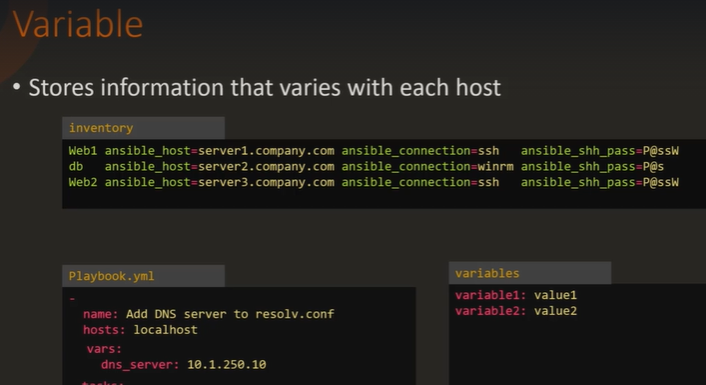 Variable
• Stores information that varies with each host
inventory
Web1 ansible_host=server1.company.com ansible_connection=ssh ansible_shh_pass=P@ssW
db ansible_host=server2.company.com ansible_connection=winrm ansible_shh_pass=P@s
Web2 ansible_host=server3.company.com ansible_connection=ssh ansible_shh_pass=P@ssW
Playbook.yml
-
name: Add DNS server to resolv.conf
hosts: localhost
vars:
dns_server: 10.1.250.10
tasks:
variables
variable1: value1
variable2: value2